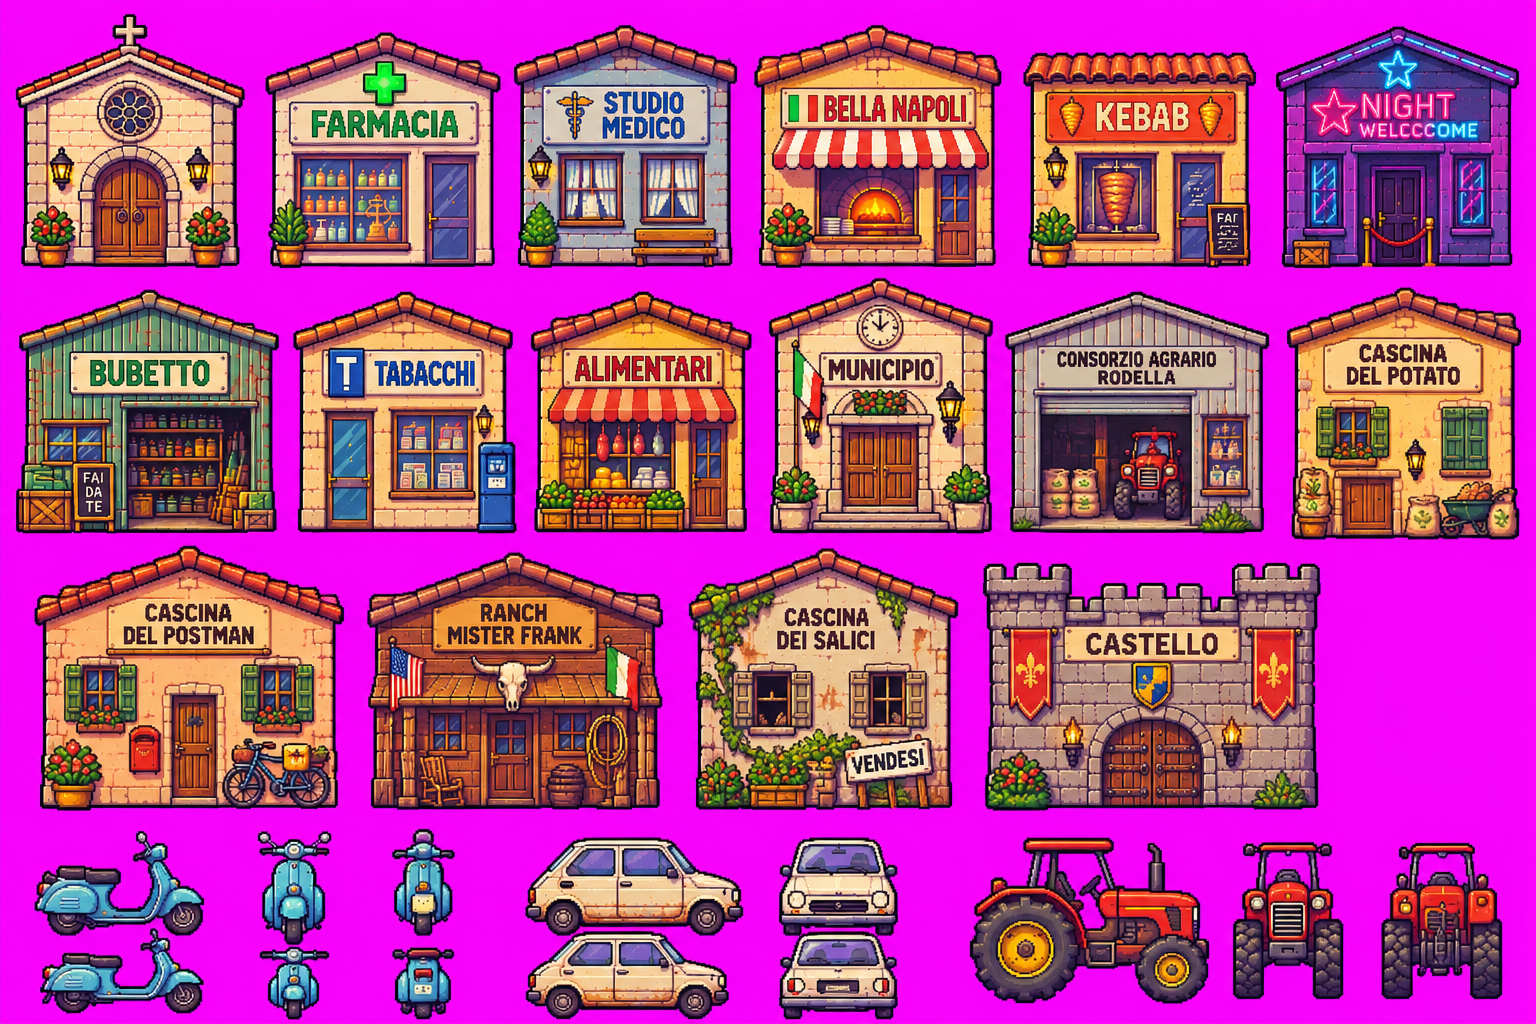 FARMACIA
STUDIO
MEDICO
BELLA NAPOLI
KEBAB
FAI
NIGHT
WELCCCOME
BUBETTO
FAI
DA
TE
T TABACCHI
ALIMENTARI
MUNICIPIO
CONSORZIO AGRARIO
RODELLA
CASCINA
DEL POTATO
CASCINA
DEL POSTMAN
RANCH
MISTER FRANK
CASCINA
DEI SALICI
VENDESI
CASTELLO